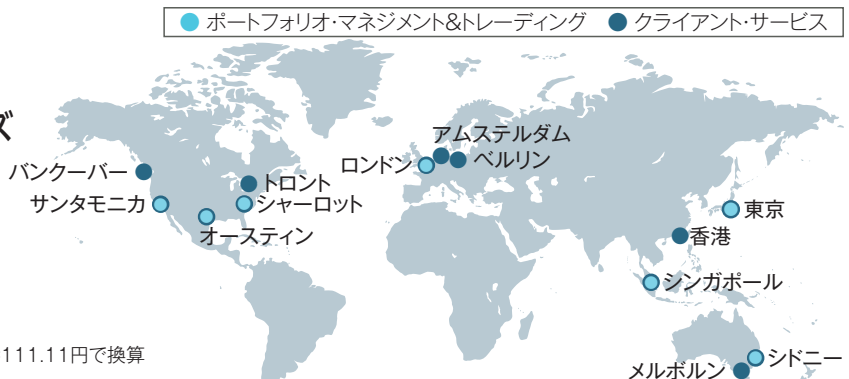 ポートフォリオ・マネジメント&トレーディング
クライアント・サービス
ズ
アムステルダム
ロンドン
ベルリン
バンクーバー
トロント
サンタモニカ
シャーロット
オースティン
東京
香港
シンガポール
シドニー
メルボルン
111.11円で換算